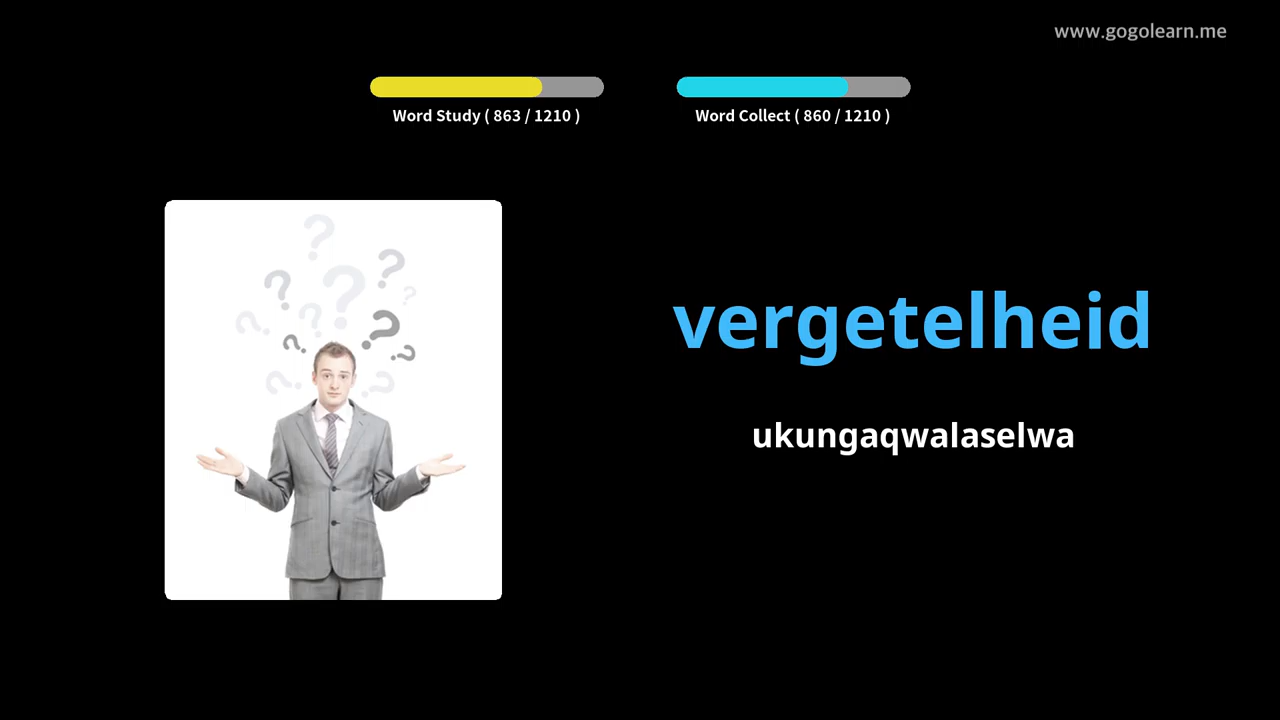 www.gogolearn.me
Word Study ( 863 / 1210 )
Word Collect ( 860 / 1210 )
vergetelheid
ukungaqwalaselwa